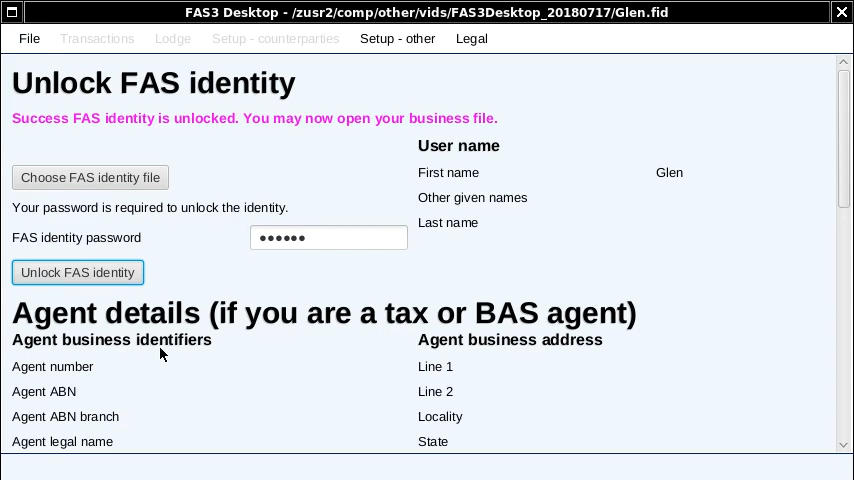 FAS3 Desktop - /zusr2/comp/other/vids/FAS3Desktop_20180717/Glen.fid
File Transactions Lodge Setup - counterparties Setup - other Legal
Unlock FAS identity
Success FAS identity is unlocked. You may now open your business file.
User name
Choose FAS identity file
First name Glen
Other given names
Your password is required to unlock the identity.
Last name
FAS identity password ●●●●●●
Unlock FAS identity
Agent details (if you are a tax or BAS agent)
Agent business identifiers Agent business address
Agent number Line 1
Agent ABN Line 2
Agent ABN branch Locality
Agent legal name State